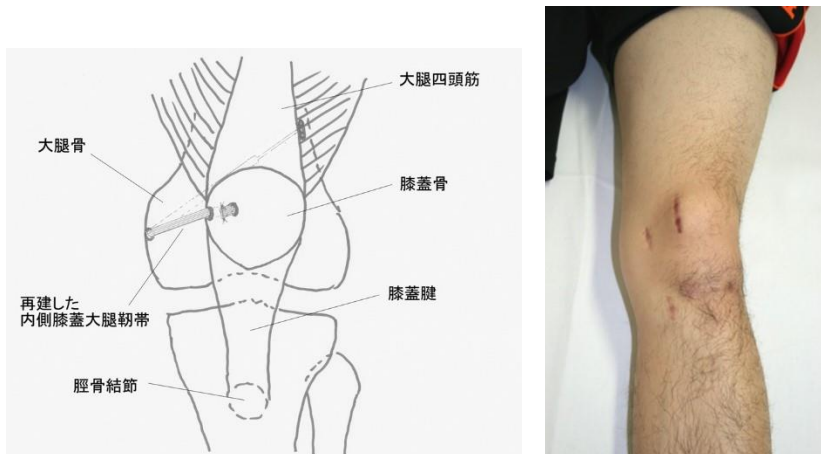 大腿四頭筋
大腿骨
膝蓋骨
再建した
内側膝蓋大腿靱帯
膝蓋腱
脛骨結節